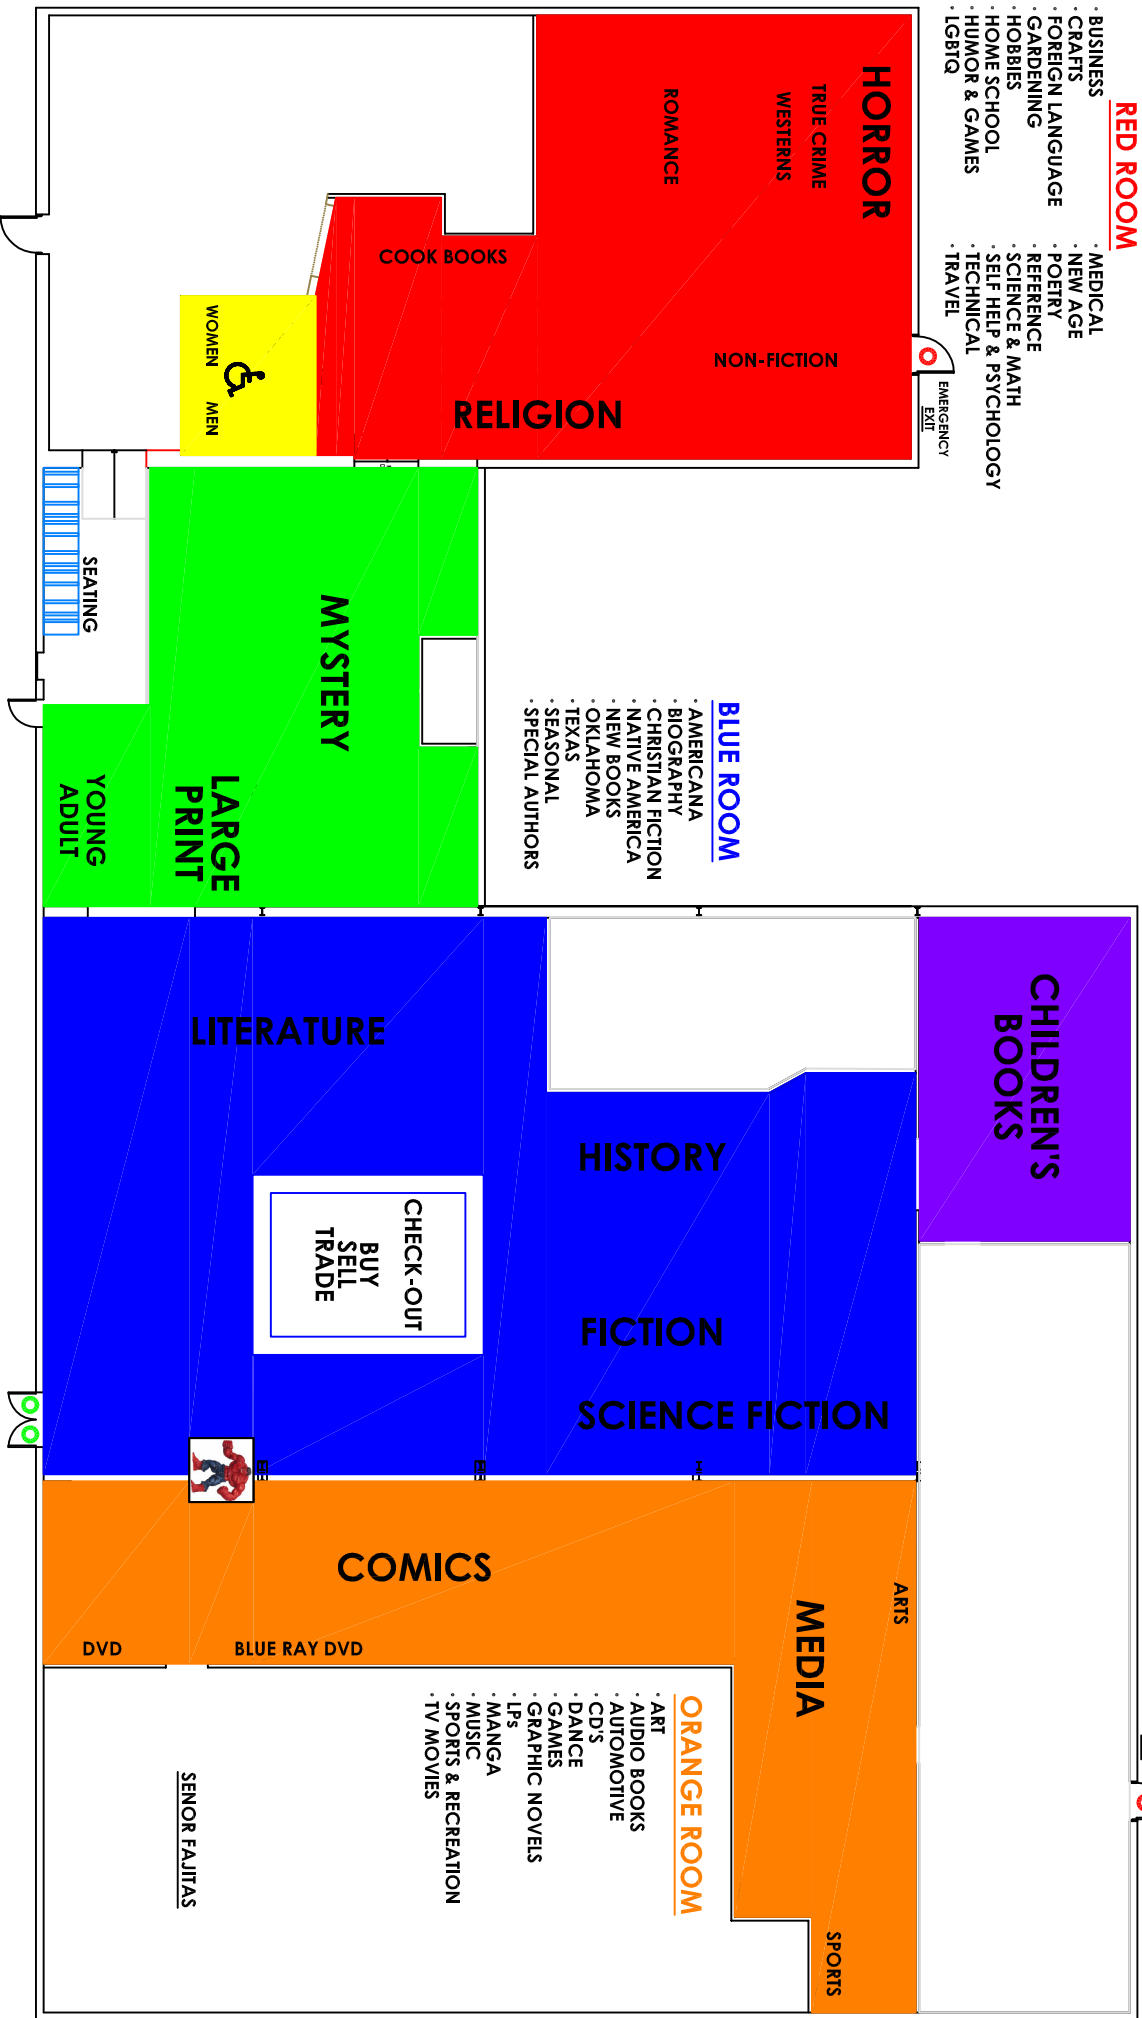 RED ROOM
· BUSINESS
· CRAFTS
· FOREIGN LANGUAGE
· GARDENING
· HOBBIES
· HOME SCHOOL
· HUMOR & GAMES
· LGBTQ
· MEDICAL
· NEW AGE
· POETRY
· REFERENCE
· SCIENCE & MATH
· SELF HELP & PSYCHOLOGY
· TECHNICAL
· TRAVEL
EMERGENCY
EXIT
HORROR
TRUE CRIME
WESTERNS
ROMANCE
NON-FICTION
RELIGION
COOK BOOKS
WOMEN
MEN
SEATING
MYSTERY
LARGE
PRINT
YOUNG
ADULT
BLUE ROOM
· AMERICANA
· BIOGRAPHY
· CHRISTIAN FICTION
· NATIVE AMERICA
· NEW BOOKS
· OKLAHOMA
· TEXAS
· SEASONAL
· SPECIAL AUTHORS
CHILDREN'S
BOOKS
LITERATURE
HISTORY
CHECK-OUT
BUY
SELL
TRADE
FICTION
SCIENCE FICTION
COMICS
ARTS
MEDIA
DVD
BLUE RAY DVD
SPORTS
ORANGE ROOM
· ART
· AUDIO BOOKS
· AUTOMOTIVE
· CD'S
· DANCE
· GAMES
· GRAPHIC NOVELS
· LPs
· MANGA
· MUSIC
· SPORTS & RECREATION
· TV MOVIES
SENOR FAJITAS